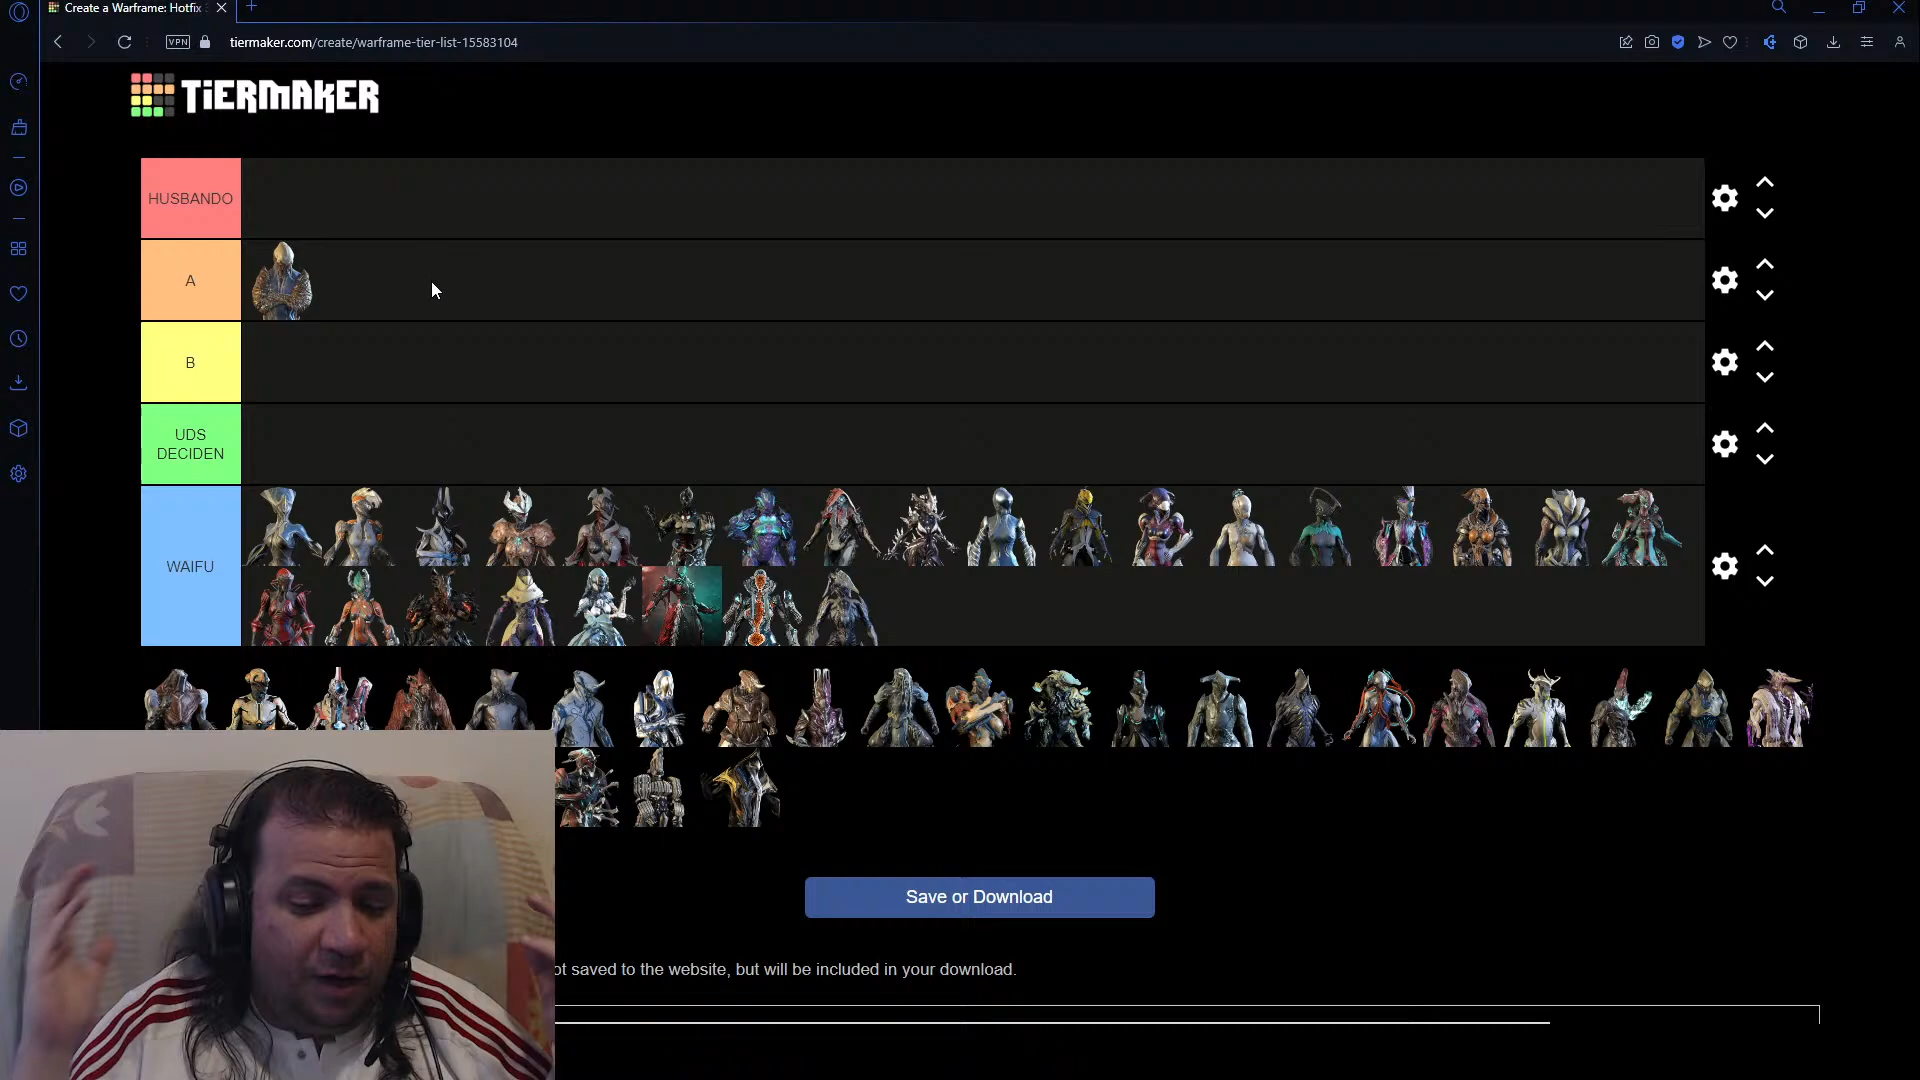 Create a Warframe: Hotfix
VPN
tiermaker.com/create/warframe-tier-list-15583104
TiERMAKER
HUSBANDO
A
B
UDS
DECIDEN
WAIFU
Save or Download
ot saved to the website, but will be included in your download.